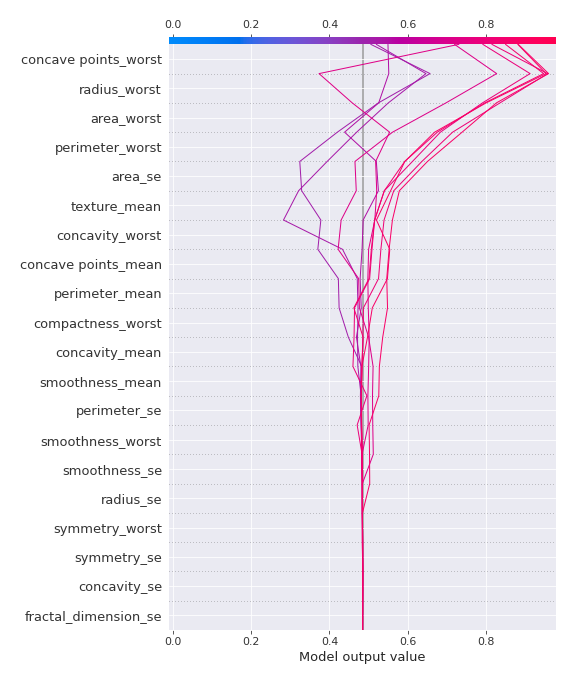 0.0 0.2 0.4 0.6 0.8
concave points_worst
radius_worst
area_worst
perimeter_worst
area_se
texture_mean
concavity_worst
concave points_mean
perimeter_mean
compactness_worst
concavity_mean
smoothness_mean
perimeter_se
smoothness_worst
smoothness_se
radius_se
symmetry_worst
symmetry_se
concavity_se
fractal_dimension_se
0.0 0.2 0.4 0.6 0.8
Model output value